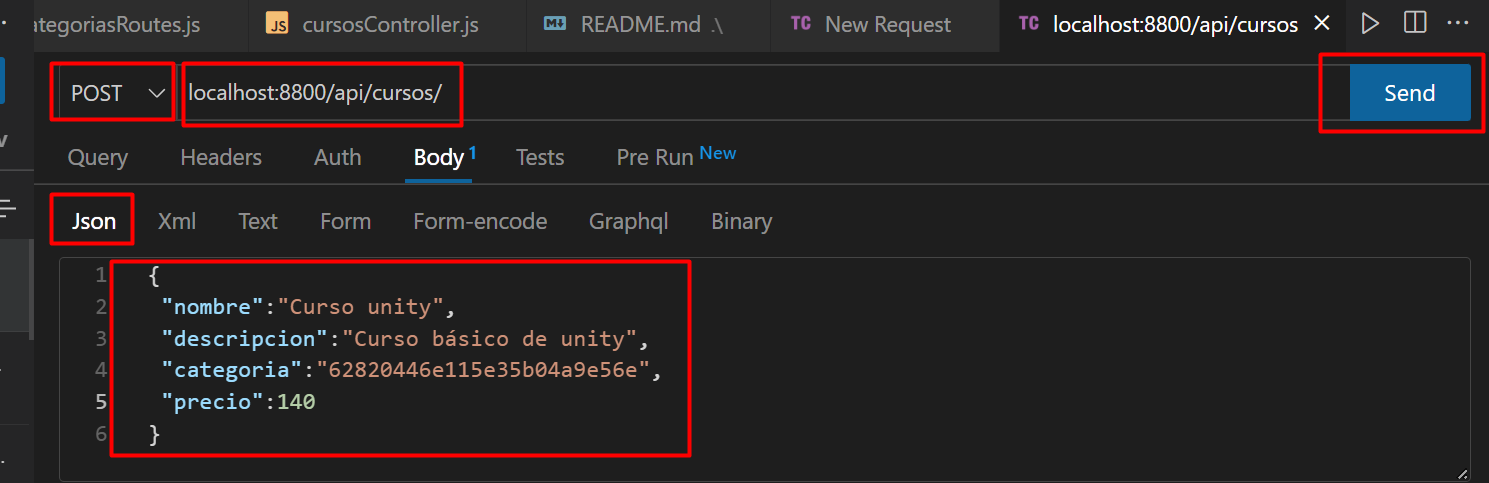 ategoriasRoutes.js JS cursosController.js README.md .\ TC New Request TC localhost:8800/api/cursos
POST localhost:8800/api/cursos/ Send
Query Headers Auth Body 1 Tests Pre Run New
Json Xml Text Form Form-encode Graphql Binary
1 {
2 "nombre":"Curso unity",
3 "descripcion":"Curso básico de unity",
4 "categoria":"62820446e115e35b04a9e56e",
5 "precio":140
6 }